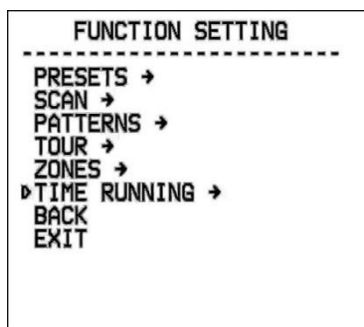 FUNCTION SETTING
------------------------
PRESETS →
SCAN →
PATTERNS →
TOUR →
ZONES →
▷TIME RUNNING →
BACK
EXIT